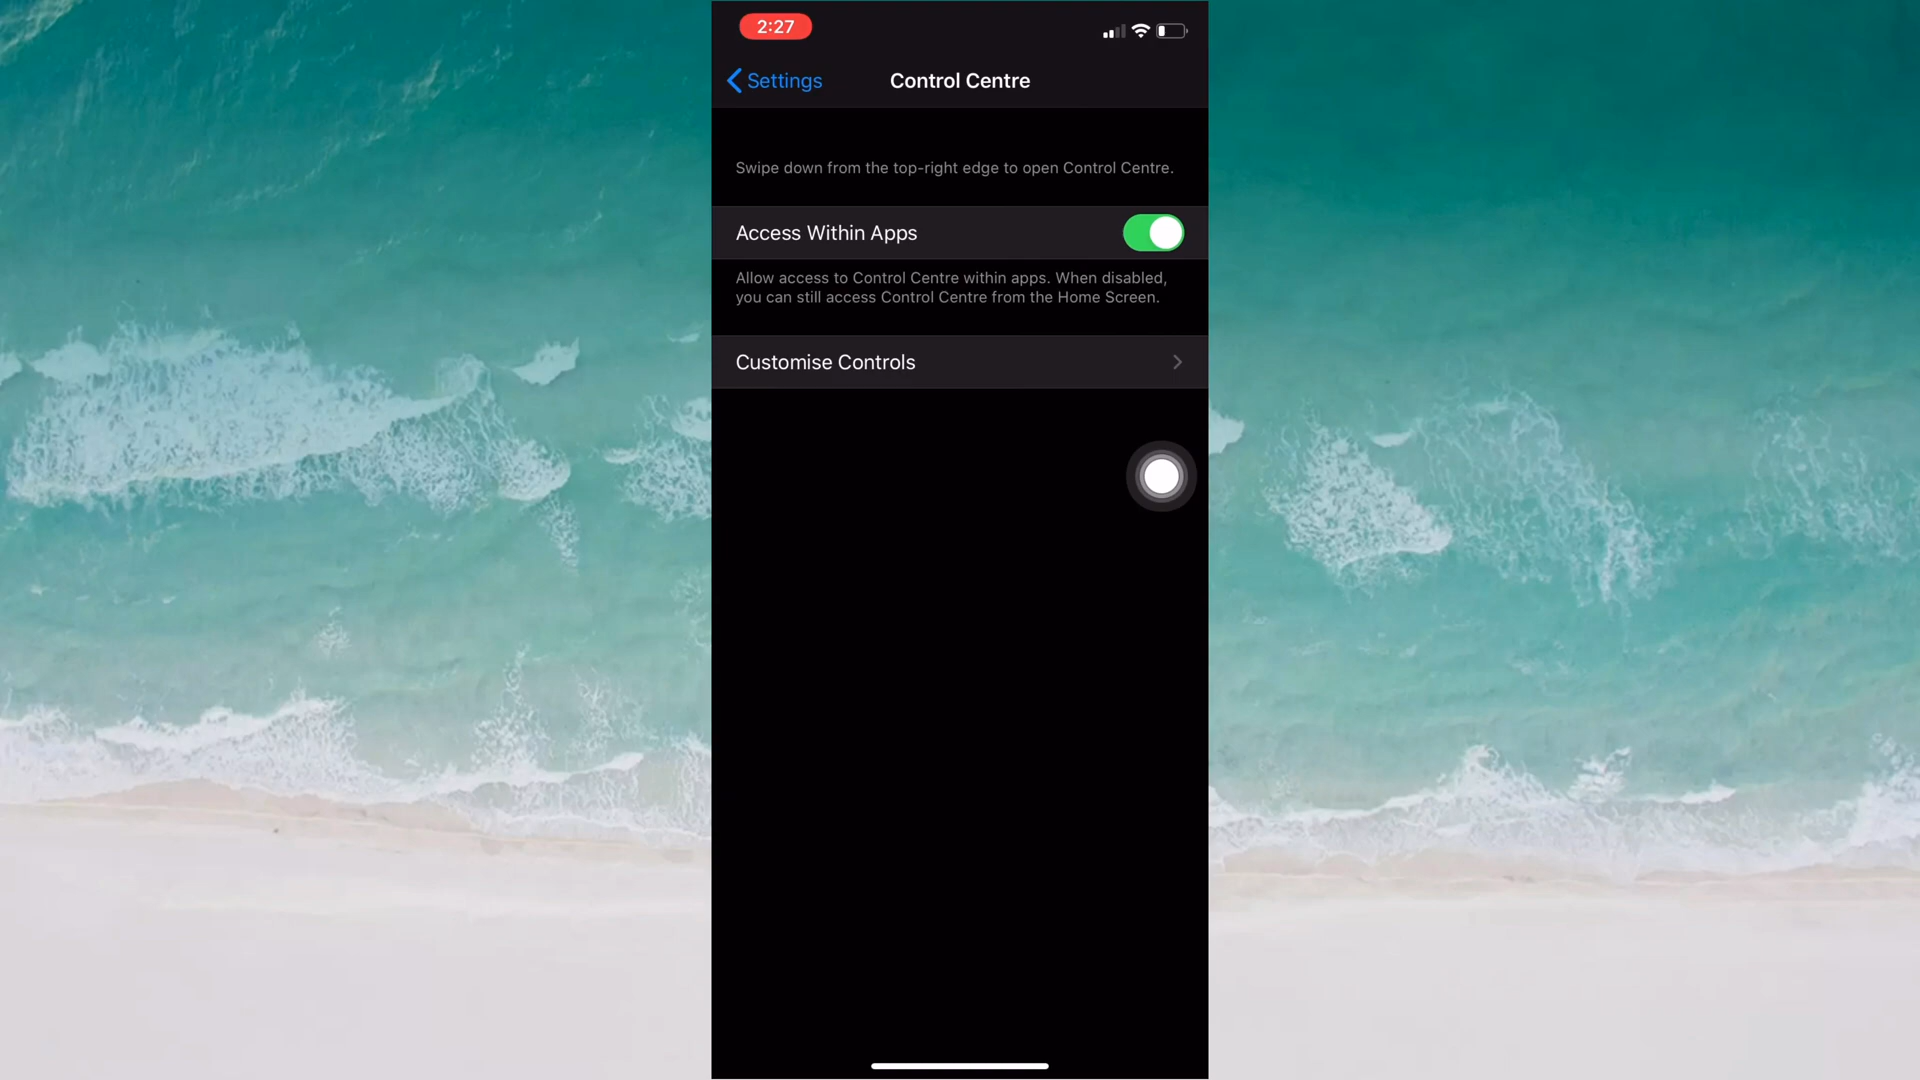 2:27
Settings
Control Centre
Swipe down from the top-right edge to open Control Centre.
Access Within Apps
Allow access to Control Centre within apps. When disabled,
you can still access Control Centre from the Home Screen.
Customise Controls